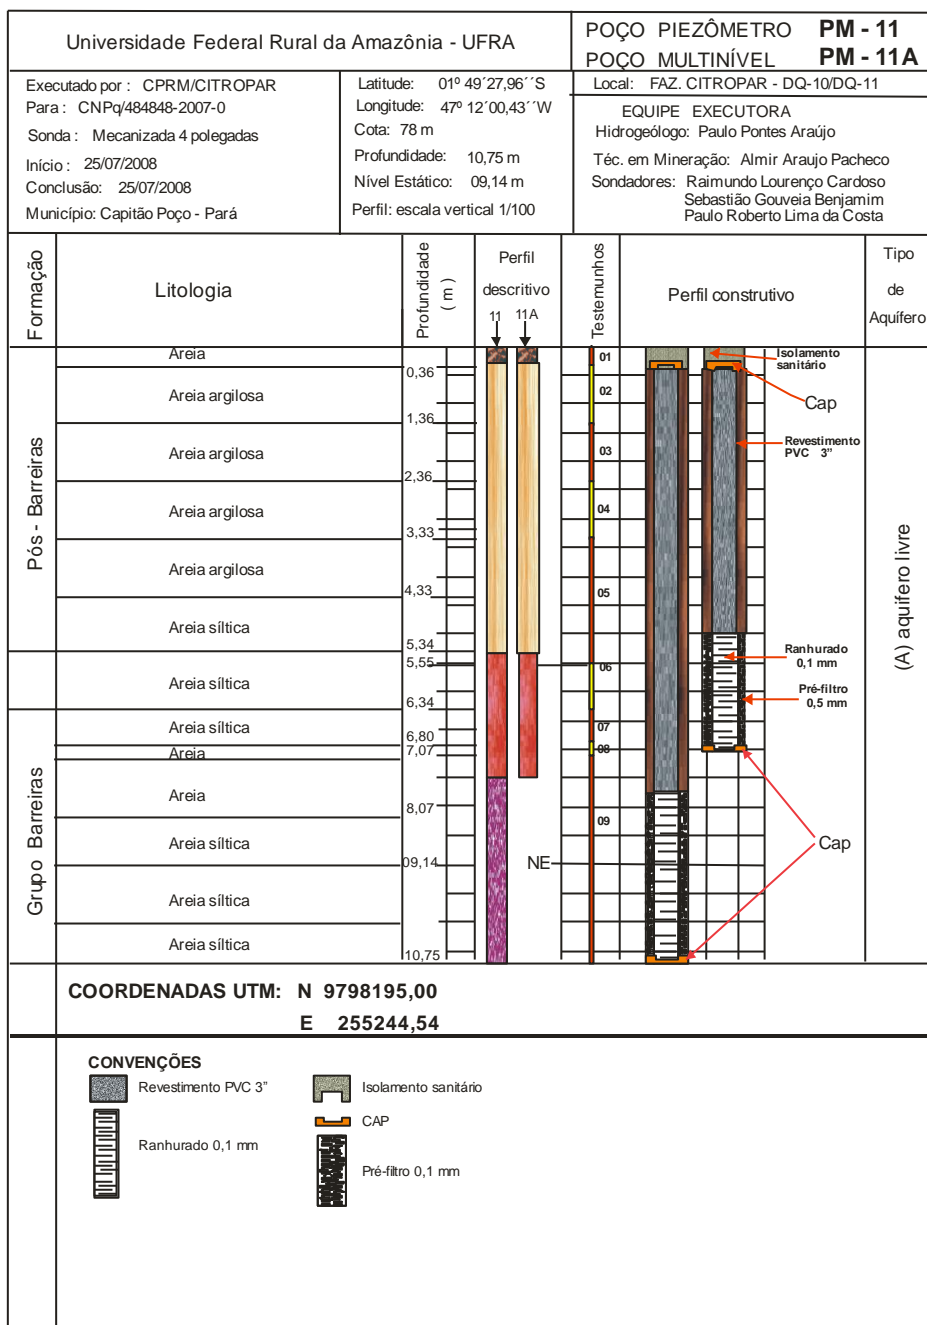 Universidade Federal Rural da Amazônia - UFRA
POÇO PIEZÔMETRO PM - 11
POÇO MULTINÍVEL PM - 11A
Executado por : CPRM/CITROPAR
Para : CNPq/484848-2007-0
Sonda : Mecanizada 4 polegadas
Início : 25/07/2008
Conclusão: 25/07/2008
Município: Capitão Poço - Pará
Latitude: 01º 49´27,96´´S
Longitude: 47º 12´00,43´´W
Cota: 78 m
Profundidade: 10,75 m
Nível Estático: 09,14 m
Perfil: escala vertical 1/100
Local: FAZ. CITROPAR - DQ-10/DQ-11
EQUIPE EXECUTORA
Hidrogeólogo: Paulo Pontes Araújo
Téc. em Mineração: Almir Araujo Pacheco
Sondadores: Raimundo Lourenço Cardoso
Sebastião Gouveia Benjamim
Paulo Roberto Lima da Costa
Formação
Litologia
Profundidade
( m )
Perfil
descritivo
11 11A
Testemunhos
Perfil construtivo
Tipo
de
Aquífero
Pós - Barreiras
Grupo Barreiras
Areia
Areia argilosa
Areia argilosa
Areia argilosa
Areia argilosa
Areia síltica
Areia síltica
Areia síltica
Areia
Areia
Areia síltica
Areia síltica
Areia síltica
0,36
1,36
2,36
3,33
4,33
5,34
5,55
6,34
6,80
7,07
8,07
09,14
10,75
NE
01
02
03
04
05
06
07
08
09
Isolamento
sanitário
Cap
Revestimento
PVC 3”
Ranhurado
0,1 mm
Pré-filtro
0,5 mm
Cap
(A) aquifero livre
COORDENADAS UTM: N 9798195,00
E 255244,54
CONVENÇÕES
Revestimento PVC 3”
Isolamento sanitário
CAP
Ranhurado 0,1 mm
Pré-filtro 0,1 mm